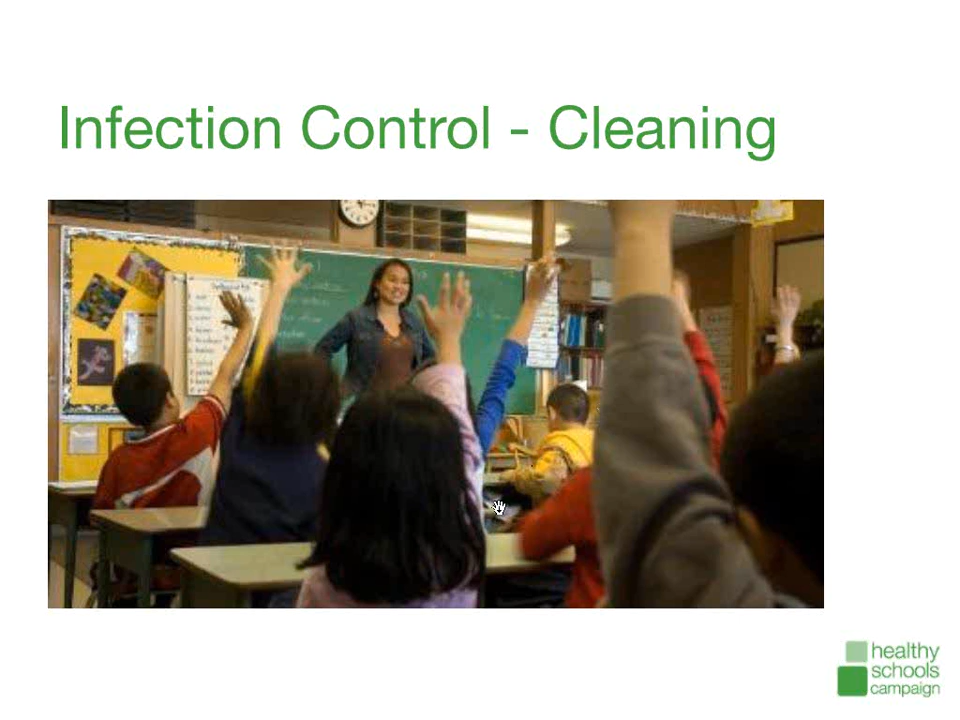 Infection Control - Cleaning
healthy
schools
campaign